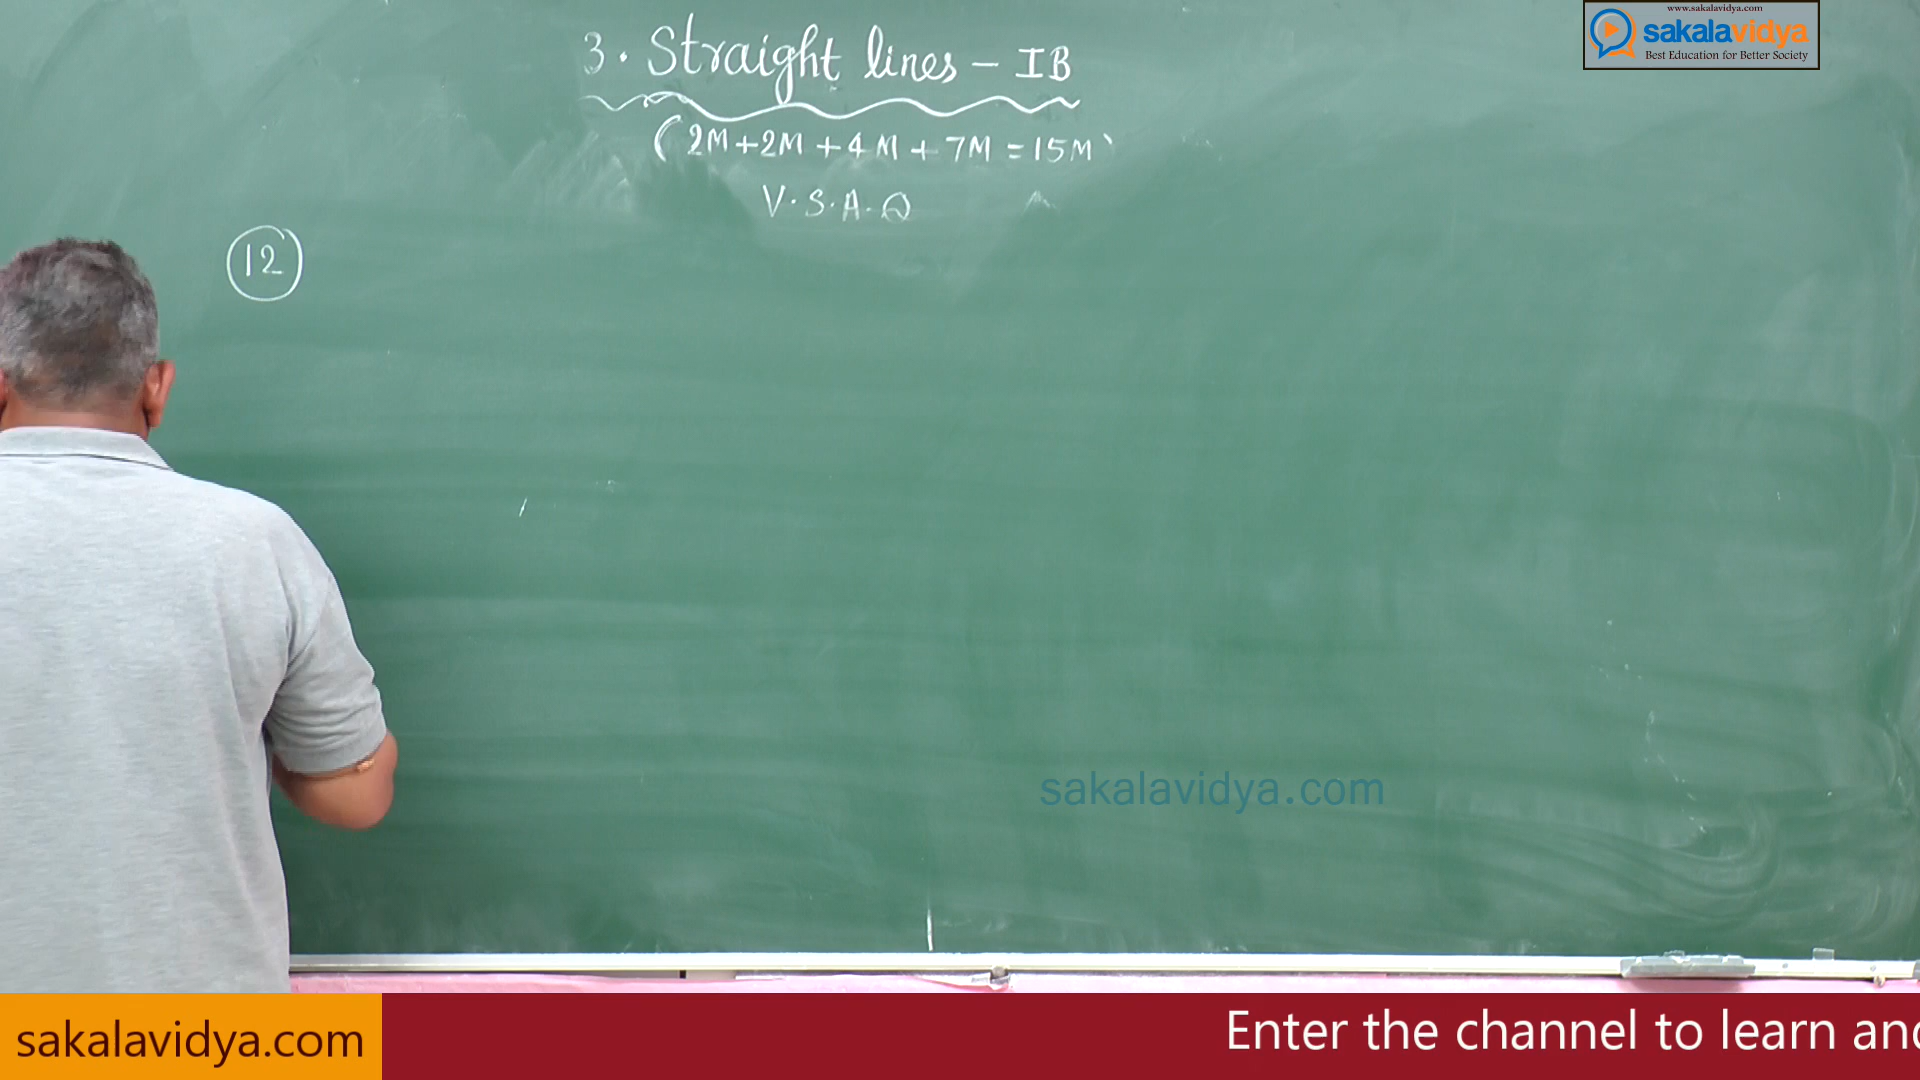 3. Straight lines - IB
(2M+2M+4M+7M=15M)
V.S.A.Q
12
www.sakalavidya.com
sakalavidya
Best Education for Better Society
sakalavidya.com
sakalavidya.com
Enter the channel to learn and